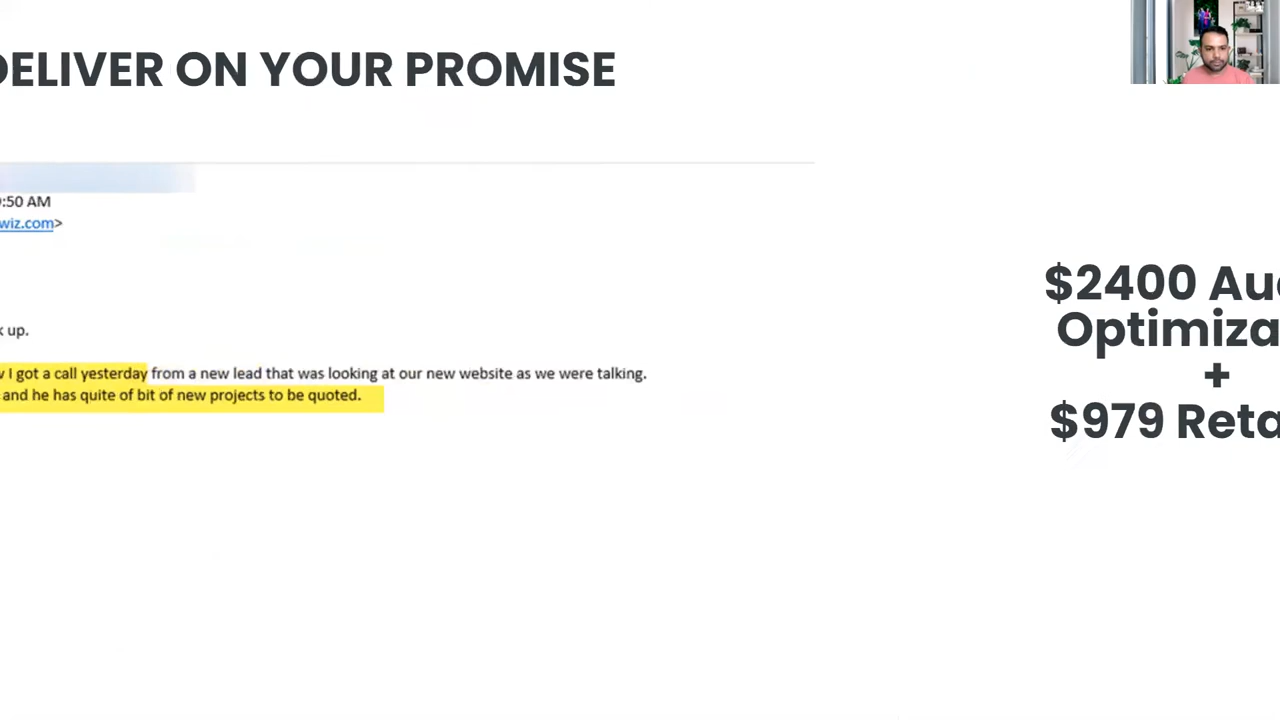 DELIVER ON YOUR PROMISE
:50 AM
wiz.com>
k up.
I got a call yesterday from a new lead that was looking at our new website as we were talking.
and he has quite of bit of new projects to be quoted.
$2400 Au
Optimiza
+
$979 Reta